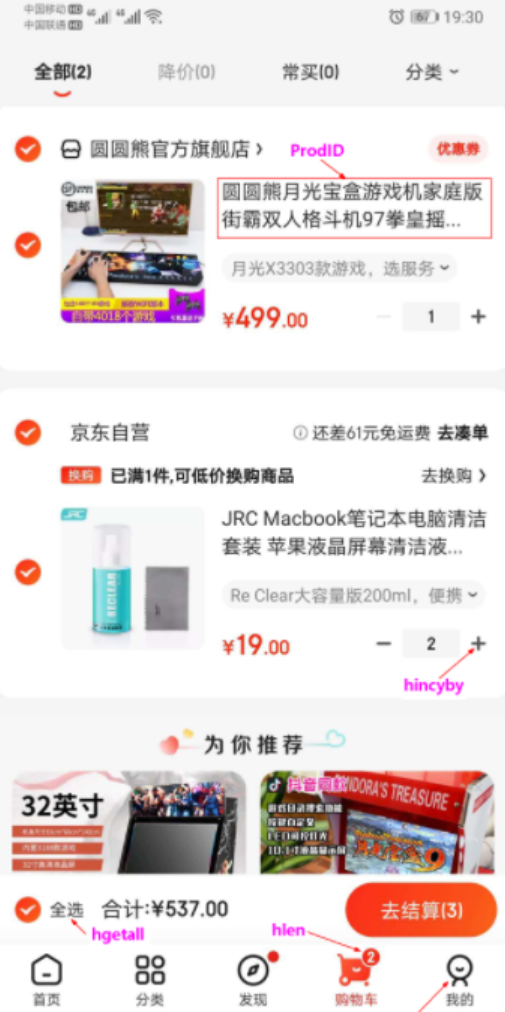 中国移动 HD 4G 4G 67 19:30
中国联通 HD
全部(2) 降价(0) 常买(0) 分类
圆圆熊官方旗舰店 优惠券
ProdID
包邮
圆圆熊月光宝盒游戏机家庭版
街霸双人格斗机97拳皇摇...
月光X3303款游戏，选服务
自带4018个游戏
¥499.00 1 +
京东自营 还差61元免运费 去凑单
换购 已满1件,可低价换购商品 去换购
JRC
RECLEAR
JRC Macbook笔记本电脑清洁
套装 苹果液晶屏幕清洁液...
Re Clear大容量版200ml，便携
¥19.00 − 2 +
hincyby
为你推荐
32英寸
抖音同款
PANDORA'S TREASURE
全选 合计:¥537.00 去结算(3)
hgetall
hlen
2
首页 分类 发现 购物车 我的